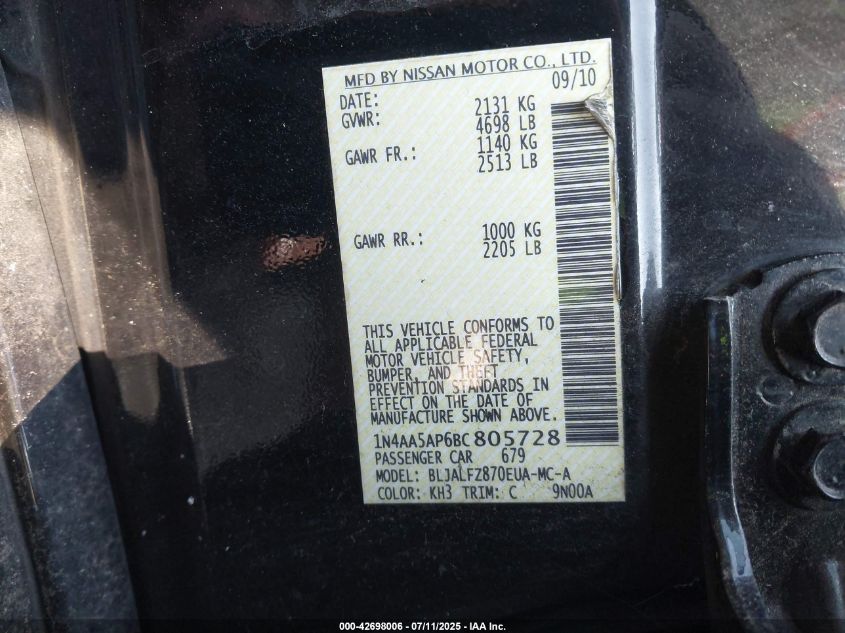 MFD BY NISSAN MOTOR CO., LTD.
DATE: 09/10
GVWR: 2131 KG
4698 LB
GAWR FR.: 1140 KG
2513 LB
GAWR RR.: 1000 KG
2205 LB
THIS VEHICLE CONFORMS TO
ALL APPLICABLE FEDERAL
MOTOR VEHICLE SAFETY,
BUMPER, AND THEFT
PREVENTION STANDARDS IN
EFFECT ON THE DATE OF
MANUFACTURE SHOWN ABOVE.
1N4AA5AP6BC805728
PASSENGER CAR 679
MODEL: BLJALFZ870EUA-MC-A
COLOR: KH3 TRIM: C 9N00A
000-42698006 - 07/11/2025 - IAA Inc.